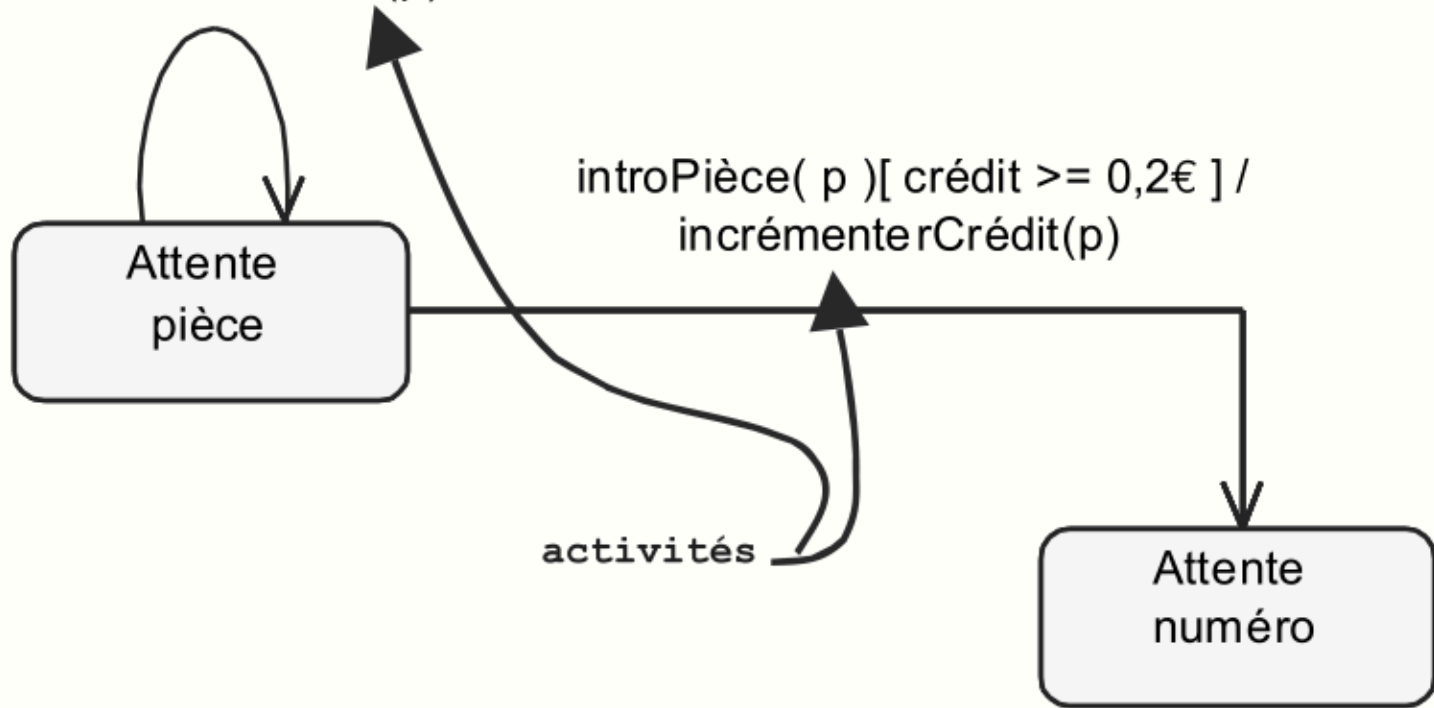 introPièce( p )[ crédit >= 0,2€ ] /
incrémenterCrédit(p)
Attente
pièce
activités
Attente
numéro